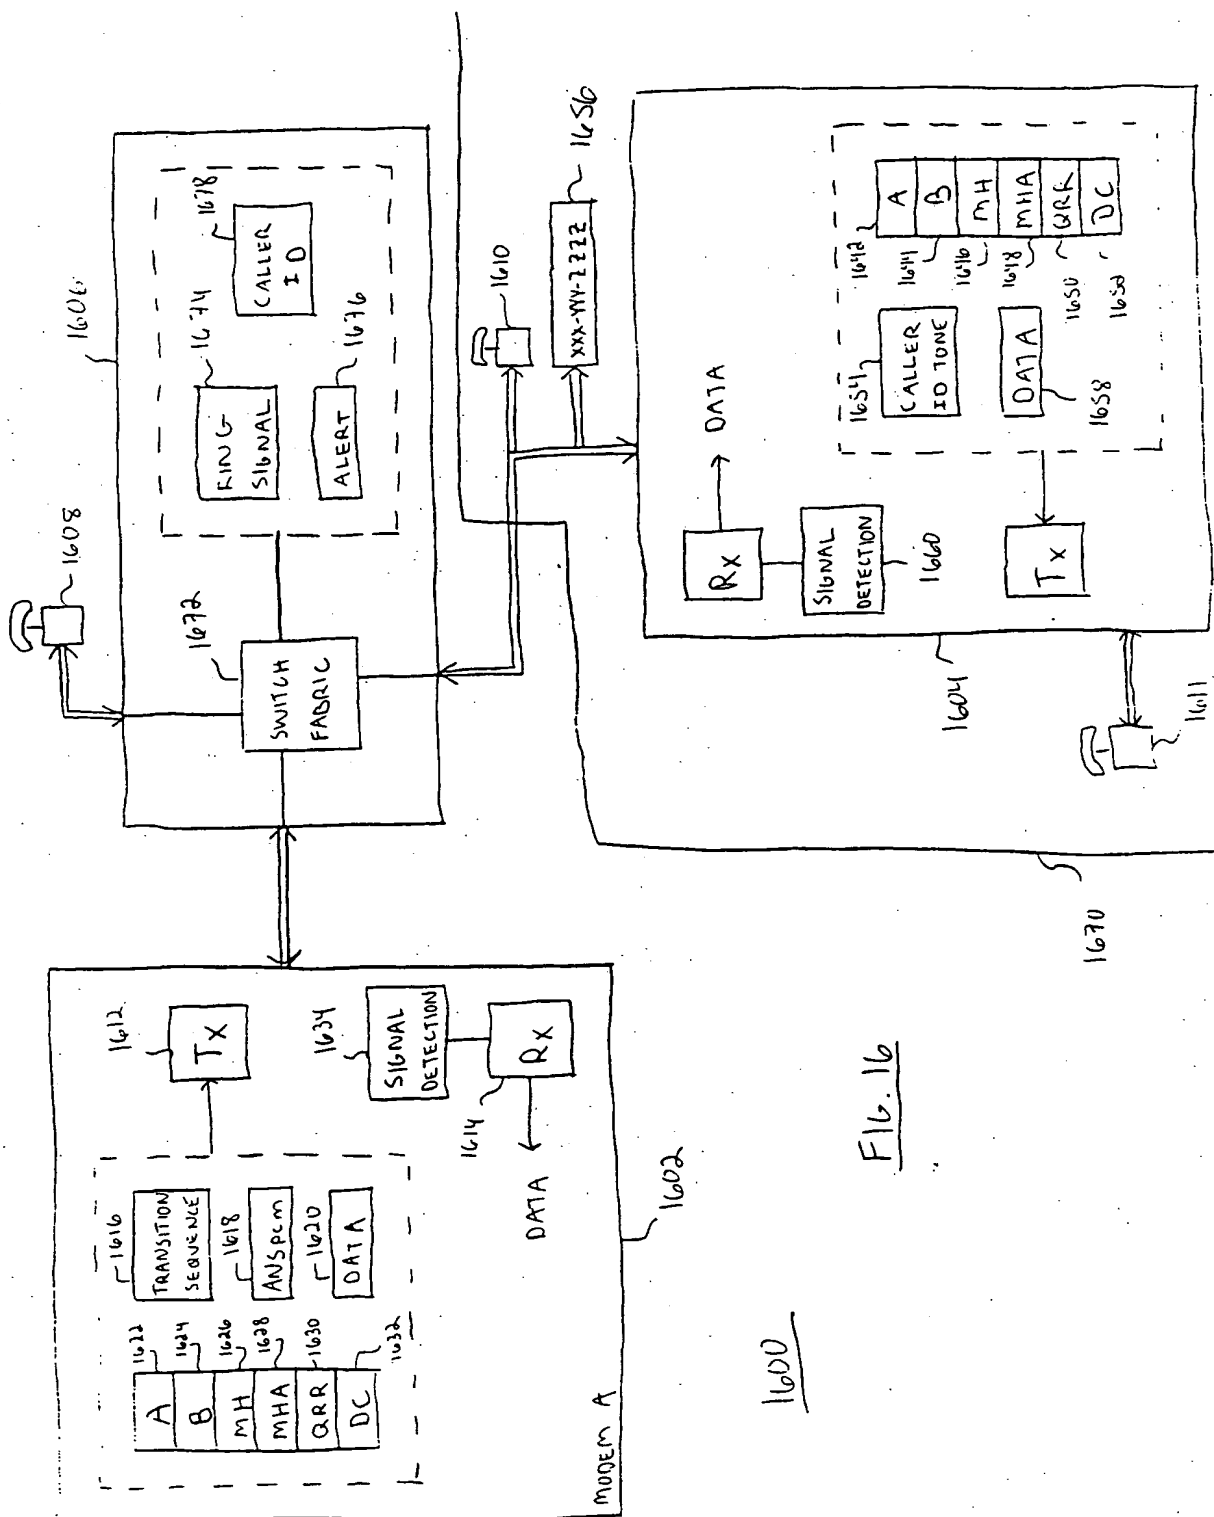 1600
FIG. 16
MODEM A
1602
A
B
MH
MHA
QRR
DC
1622
1624
1626
1628
1630
1632
TRANSITION
SEQUENCE
1616
ANSpcm
1618
DATA
1620
TX
1612
SIGNAL
DETECTION
1634
RX
1614
DATA
1606
SWITCH
FABRIC
1672
RING
SIGNAL
1674
ALERT
1676
CALLER
ID
1678
1608
1610
XXX-YYY-ZZZZ
1656
1670
1604
1611
RX
DATA
SIGNAL
DETECTION
1660
TX
CALLER
ID TONE
1654
DATA
1658
A
B
MH
MHA
QRR
DC
1642
1644
1646
1648
1650
1652